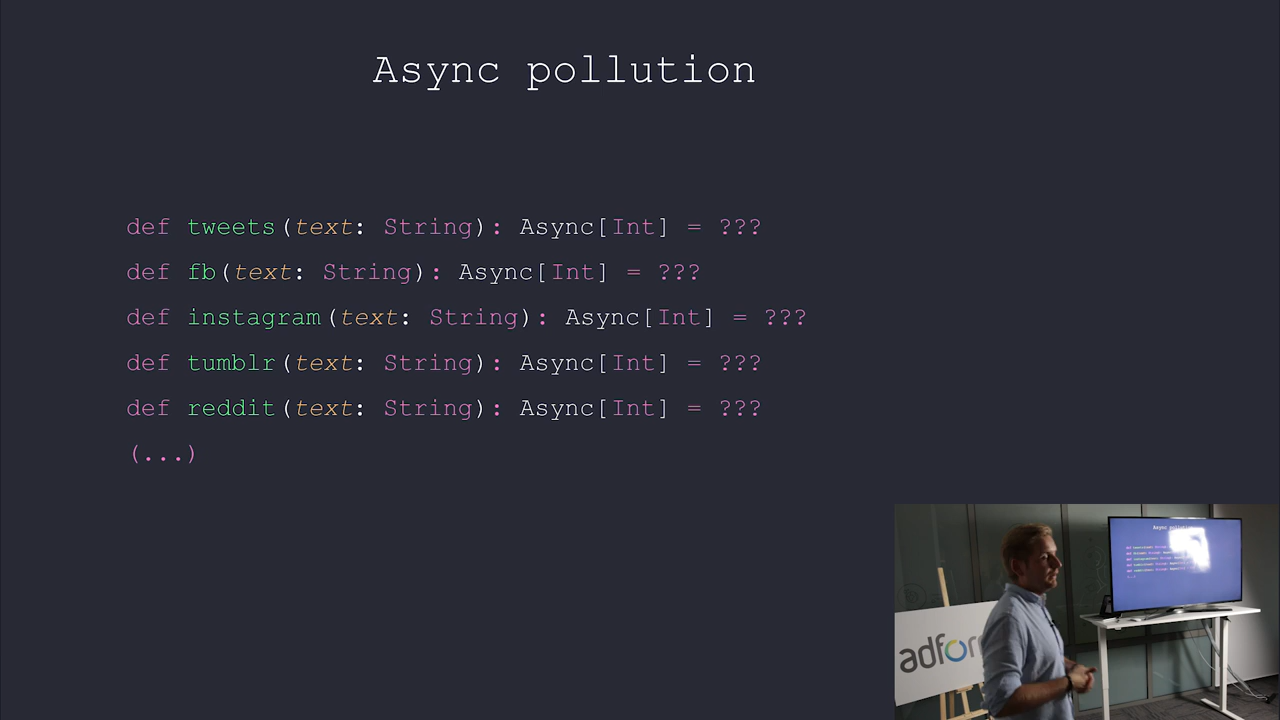 Async pollution
def tweets(text: String): Async[Int] = ???
def fb(text: String): Async[Int] = ???
def instagram(text: String): Async[Int] = ???
def tumblr(text: String): Async[Int] = ???
def reddit(text: String): Async[Int] = ???
(...)
adfor